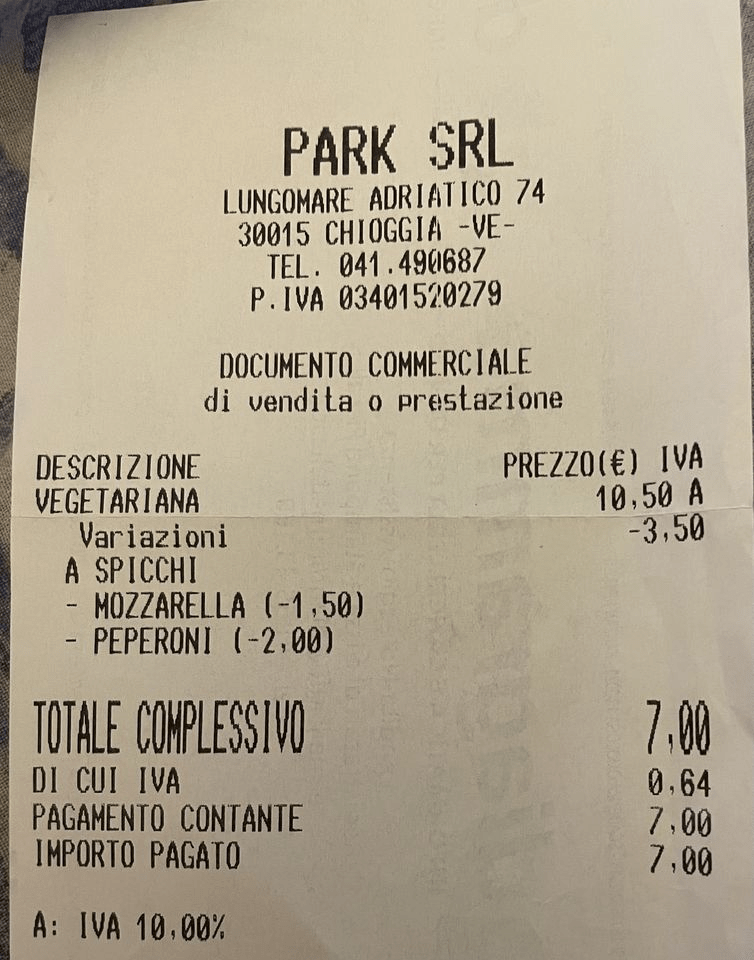 PARK SRL
LUNGOMARE ADRIATICO 74
30015 CHIOGGIA -VE-
TEL. 041.490687
P.IVA 03401520279
DOCUMENTO COMMERCIALE
di vendita o prestazione
DESCRIZIONE PREZZO(€) IVA
VEGETARIANA 10,50 A
Variazioni -3,50
A SPICCHI
- MOZZARELLA (-1,50)
- PEPERONI (-2,00)
TOTALE COMPLESSIVO 7,00
DI CUI IVA 0,64
PAGAMENTO CONTANTE 7,00
IMPORTO PAGATO 7,00
A: IVA 10,00%